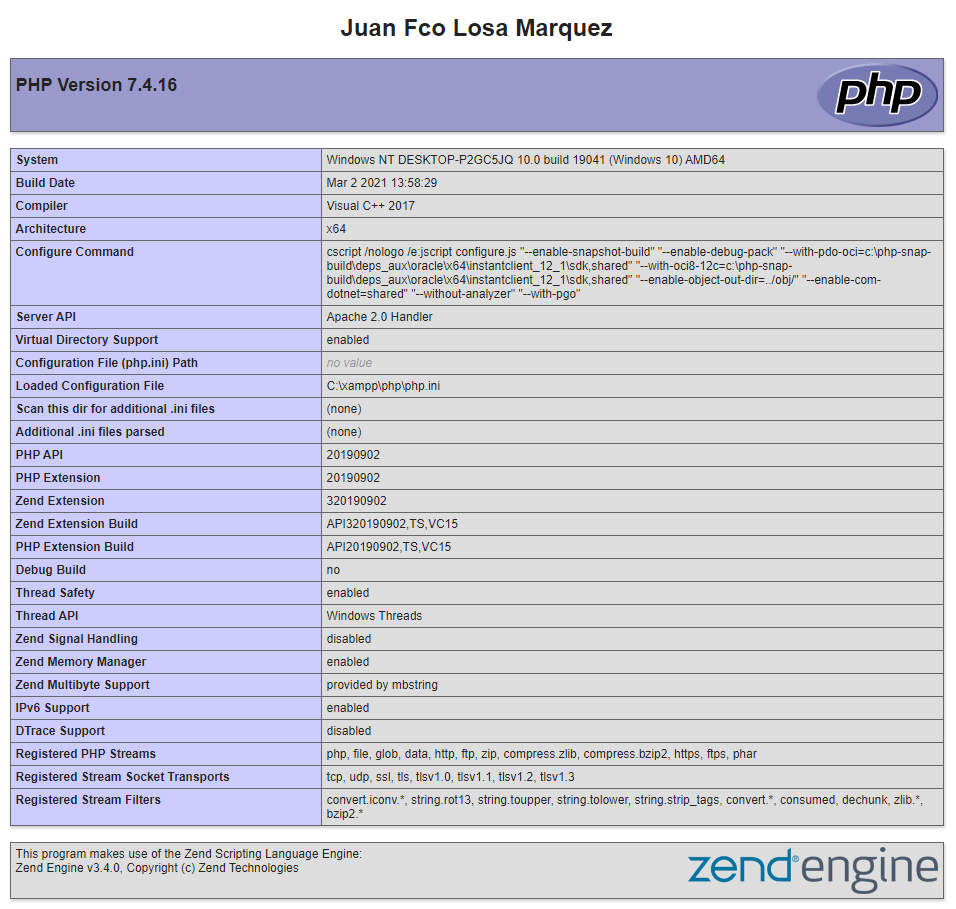 Juan Fco Losa Marquez
PHP Version 7.4.16
php
System Windows NT DESKTOP-P2GC5JQ 10.0 build 19041 (Windows 10) AMD64
Build Date Mar 2 2021 13:58:29
Compiler Visual C++ 2017
Architecture x64
Configure Command cscript /nologo /e:jscript configure.js "--enable-snapshot-build" "--enable-debug-pack" "--with-pdo-oci=c:\php-snap-
build\deps_aux\oracle\x64\instantclient_12_1\sdk,shared" "--with-oci8-12c=c:\php-snap-
build\deps_aux\oracle\x64\instantclient_12_1\sdk,shared" "--enable-object-out-dir=../obj/" "--enable-com-
dotnet=shared" "--without-analyzer" "--with-pgo"
Server API Apache 2.0 Handler
Virtual Directory Support enabled
Configuration File (php.ini) Path no value
Loaded Configuration File C:\xampp\php\php.ini
Scan this dir for additional .ini files (none)
Additional .ini files parsed (none)
PHP API 20190902
PHP Extension 20190902
Zend Extension 320190902
Zend Extension Build API320190902,TS,VC15
PHP Extension Build API20190902,TS,VC15
Debug Build no
Thread Safety enabled
Thread API Windows Threads
Zend Signal Handling disabled
Zend Memory Manager enabled
Zend Multibyte Support provided by mbstring
IPv6 Support enabled
DTrace Support disabled
Registered PHP Streams php, file, glob, data, http, ftp, zip, compress.zlib, compress.bzip2, https, ftps, phar
Registered Stream Socket Transports tcp, udp, ssl, tls, tlsv1.0, tlsv1.1, tlsv1.2, tlsv1.3
Registered Stream Filters convert.iconv.*, string.rot13, string.toupper, string.tolower, string.strip_tags, convert.*, consumed, dechunk, zlib.*,
bzip2.*
This program makes use of the Zend Scripting Language Engine:
Zend Engine v3.4.0, Copyright (c) Zend Technologies
zend® engine